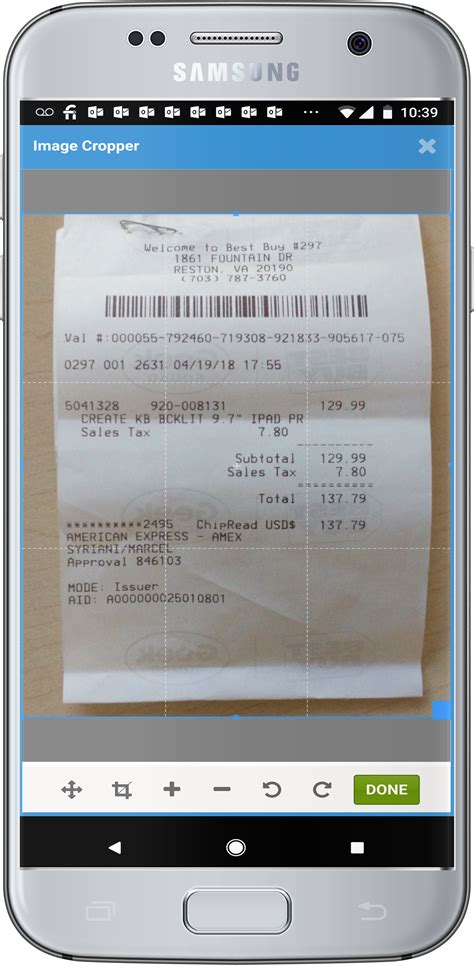 SAMSUNG
10:39
Image Cropper
Welcome to Best Buy #297
1861 FOUNTAIN DR
RESTON, VA 20190
(703) 787-3760
Val #:000055-792460-719308-921833-905617-075
0297 001 2631 04/19/18 17:55
5041328 920-008131 129.99
CREATE KB BCKLIT 9.7" IPAD PR
Sales Tax 7.80
Subtotal 129.99
Sales Tax 7.80
Total 137.79
**********2495 ChipRead USD$ 137.79
AMERICAN EXPRESS - AMEX
SYRIANI/MARCEL
Approval 846103
MODE: Issuer
AID: A000000025010801
DONE